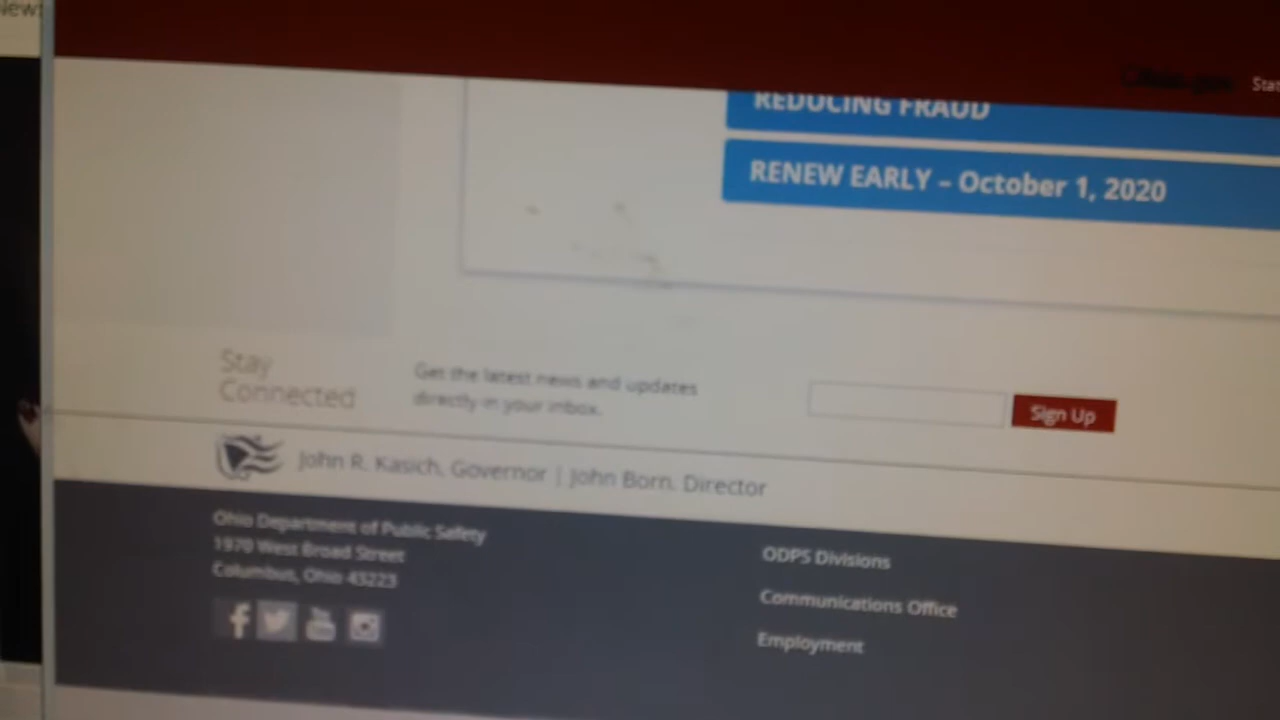 REDUCING FRAUD
RENEW EARLY – October 1, 2020
Stay
Connected
Get the latest news and updates
directly in your inbox.
Sign Up
John R. Kasich, Governor | John Born, Director
Ohio Department of Public Safety
1970 West Broad Street
Columbus, Ohio 43223
ODPS Divisions
Communications Office
Employment